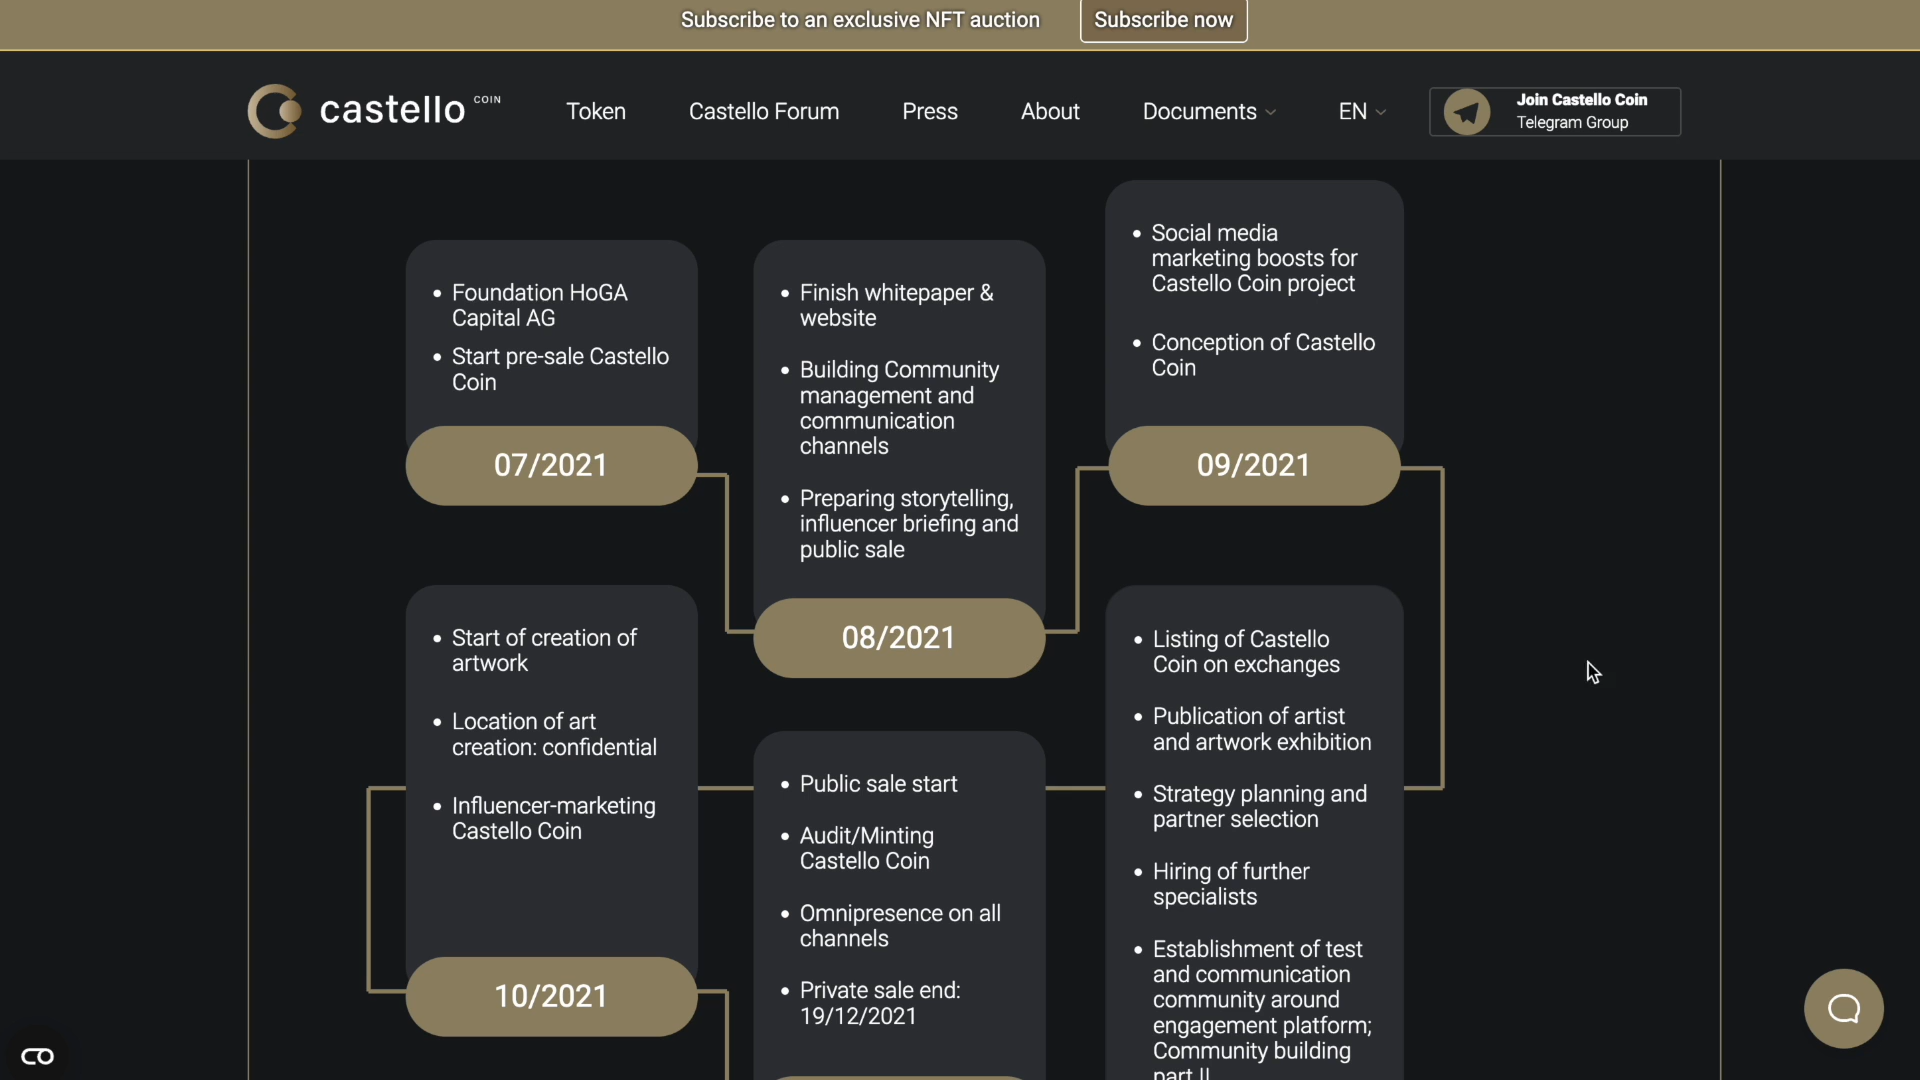 Subscribe to an exclusive NFT auction
Subscribe now
castello COIN
Token
Castello Forum
Press
About
Documents
EN
Join Castello Coin
Telegram Group
Foundation HoGA
Capital AG
Start pre-sale Castello
Coin
07/2021
Finish whitepaper &
website
Building Community
management and
communication
channels
Preparing storytelling,
influencer briefing and
public sale
08/2021
Social media
marketing boosts for
Castello Coin project
Conception of Castello
Coin
09/2021
Start of creation of
artwork
Location of art
creation: confidential
Influencer-marketing
Castello Coin
10/2021
Public sale start
Audit/Minting
Castello Coin
Omnipresence on all
channels
Private sale end:
19/12/2021
Listing of Castello
Coin on exchanges
Publication of artist
and artwork exhibition
Strategy planning and
partner selection
Hiring of further
specialists
Establishment of test
and communication
community around
engagement platform;
Community building
part II